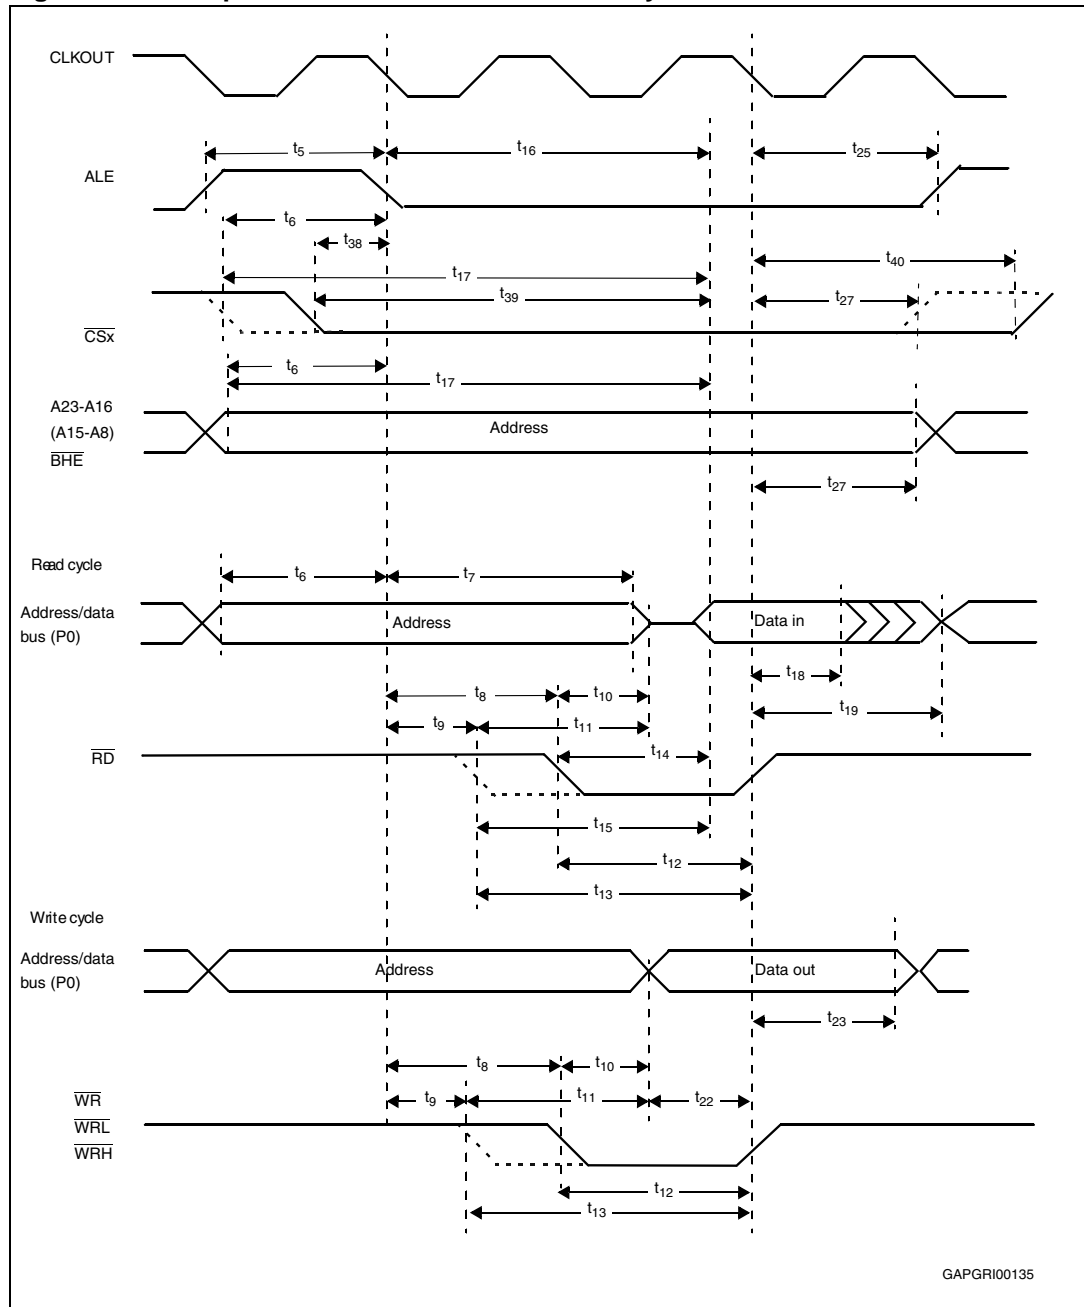 CLKOUT
t5
t16
t25
ALE
t6
t38
t40
t17
t39
t27
CSx
t6
t17
A23-A16
(A15-A8)
BHE
Address
t27
Read cycle
t6
t7
Address/data
bus (P0)
Address
Data in
t18
t8
t10
t19
t9
t11
RD
t14
t15
t12
t13
Write cycle
Address/data
bus (P0)
Address
Data out
t23
t8
t10
WR
t9
t11
t22
WRL
WRH
t12
t13
GAPGRI00135